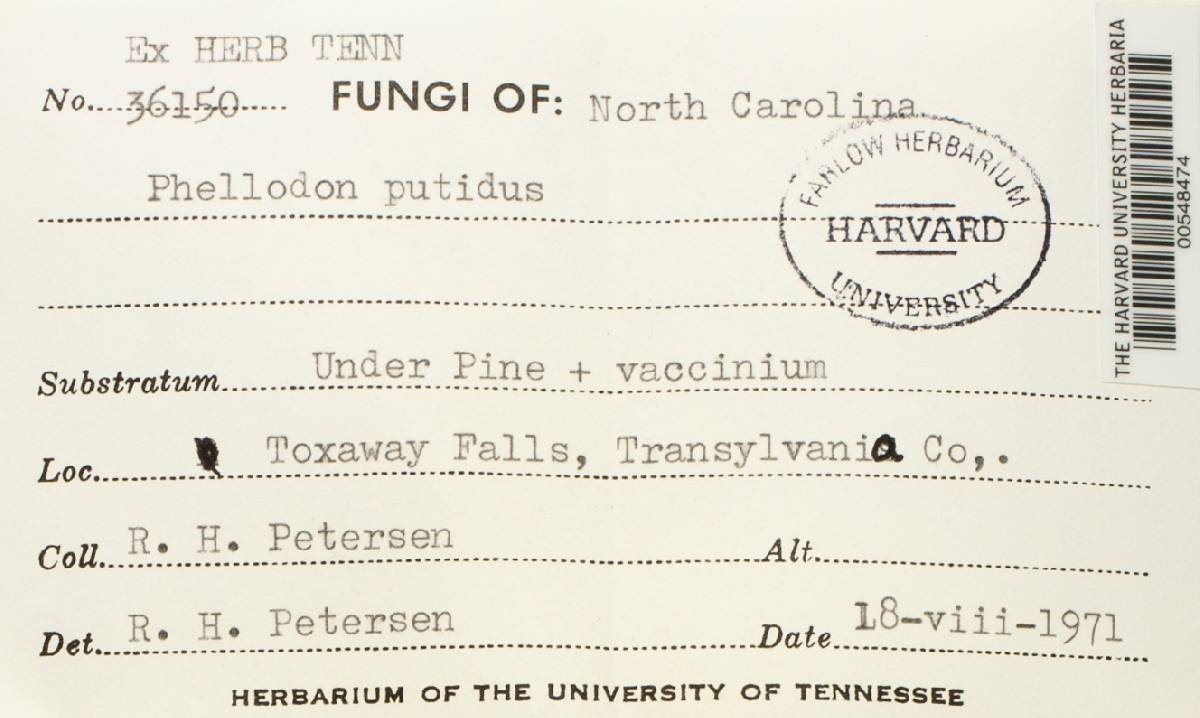 Ex HERB TENN
No. 36150 FUNGI OF: North Carolina
Phellodon putidus
FARLOW HERBARIUM
HARVARD
UNIVERSITY
Substratum Under Pine + vaccinium
Loc. Toxaway Falls, Transylvania Co,.
Coll. R. H. Petersen Alt.
Det. R. H. Petersen Date 18-viii-1971
HERBARIUM OF THE UNIVERSITY OF TENNESSEE
THE HARVARD UNIVERSITY HERBARIA
00548474